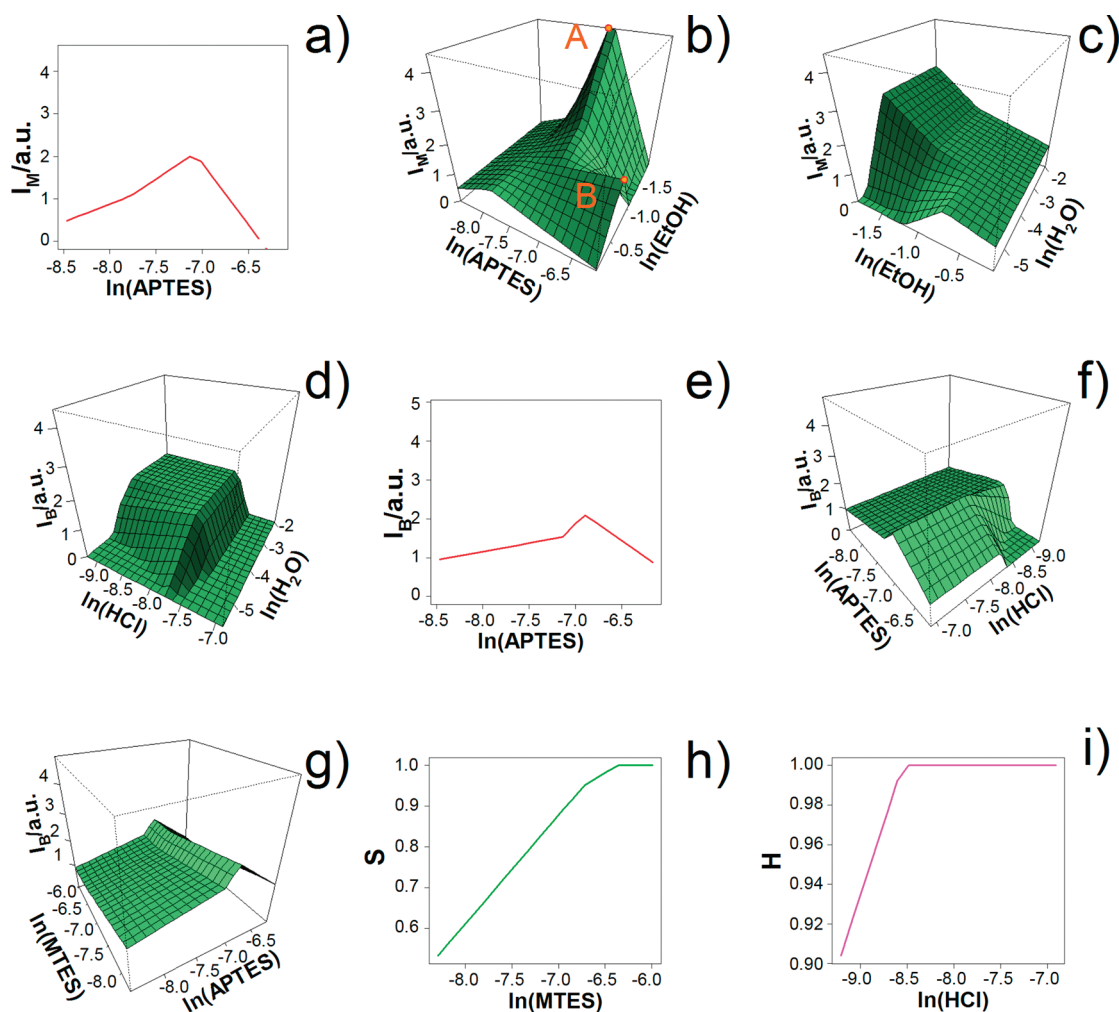 a)
I_M/a.u.
4
3
2
1
0
-8.5 -8.0 -7.5 -7.0 -6.5
ln(APTES)
b)
A
B
I_M/a.u.
4
3
2
1
0
-8.0
-7.5
-7.0
-6.5
ln(APTES)
-1.5
-1.0
-0.5
ln(EtOH)
c)
I_M/a.u.
4
3
2
1
0
-1.5
-1.0
-0.5
ln(EtOH)
-2
-3
-4
-5
ln(H₂O)
d)
I_B/a.u.
4
3
2
1
0
-9.0
-8.5
-8.0
-7.5
-7.0
ln(HCl)
-2
-3
-4
-5
ln(H₂O)
e)
I_B/a.u.
5
4
3
2
1
0
-8.5 -8.0 -7.5 -7.0 -6.5
ln(APTES)
f)
I_B/a.u.
4
3
2
1
0
-8.0
-7.5
-7.0
-6.5
ln(APTES)
-9.0
-8.5
-8.0
-7.5
-7.0
ln(HCl)
g)
I_B/a.u.
4
3
2
1
-6.0
-6.5
-7.0
-7.5
-8.0
ln(MTES)
-8.0
-7.5
-7.0
-6.5
ln(APTES)
4
h)
S
1.0
0.9
0.8
0.7
0.6
-8.0 -7.5 -7.0 -6.5 -6.0
ln(MTES)
i)
H
1.00
0.98
0.96
0.94
0.92
0.90
-9.0 -8.5 -8.0 -7.5 -7.0
ln(HCl)